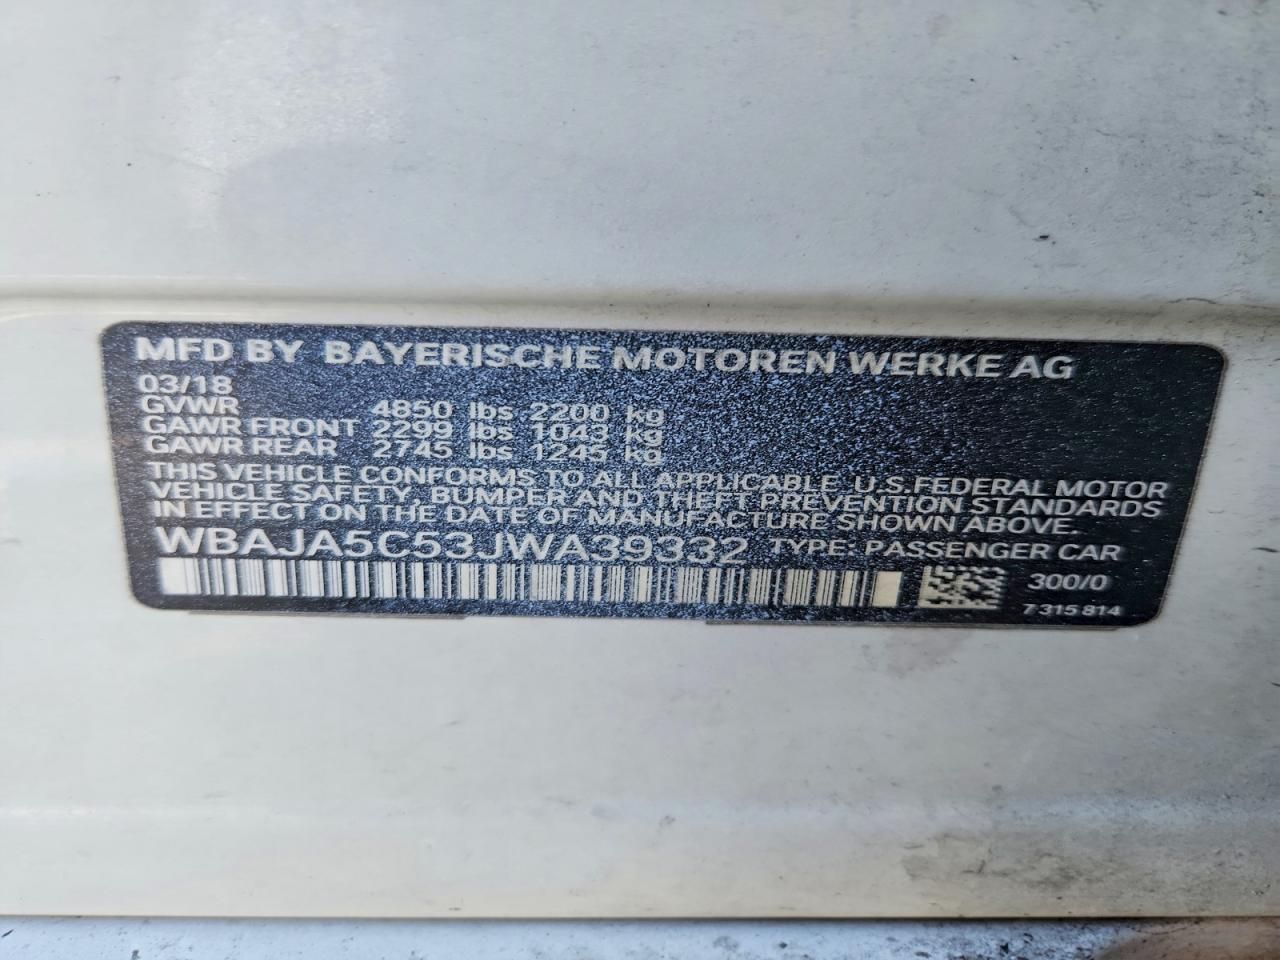 MFD BY BAYERISCHE MOTOREN WERKE AG
03/18
GVWR 4850 lbs 2200 kg
GAWR FRONT 2299 lbs 1043 kg
GAWR REAR 2745 lbs 1245 kg
THIS VEHICLE CONFORMS TO ALL APPLICABLE U.S. FEDERAL MOTOR
VEHICLE SAFETY, BUMPER AND THEFT PREVENTION STANDARDS
IN EFFECT ON THE DATE OF MANUFACTURE SHOWN ABOVE.
WBAJA5C53JWA39332 TYPE: PASSENGER CAR
300/0
7 315 814